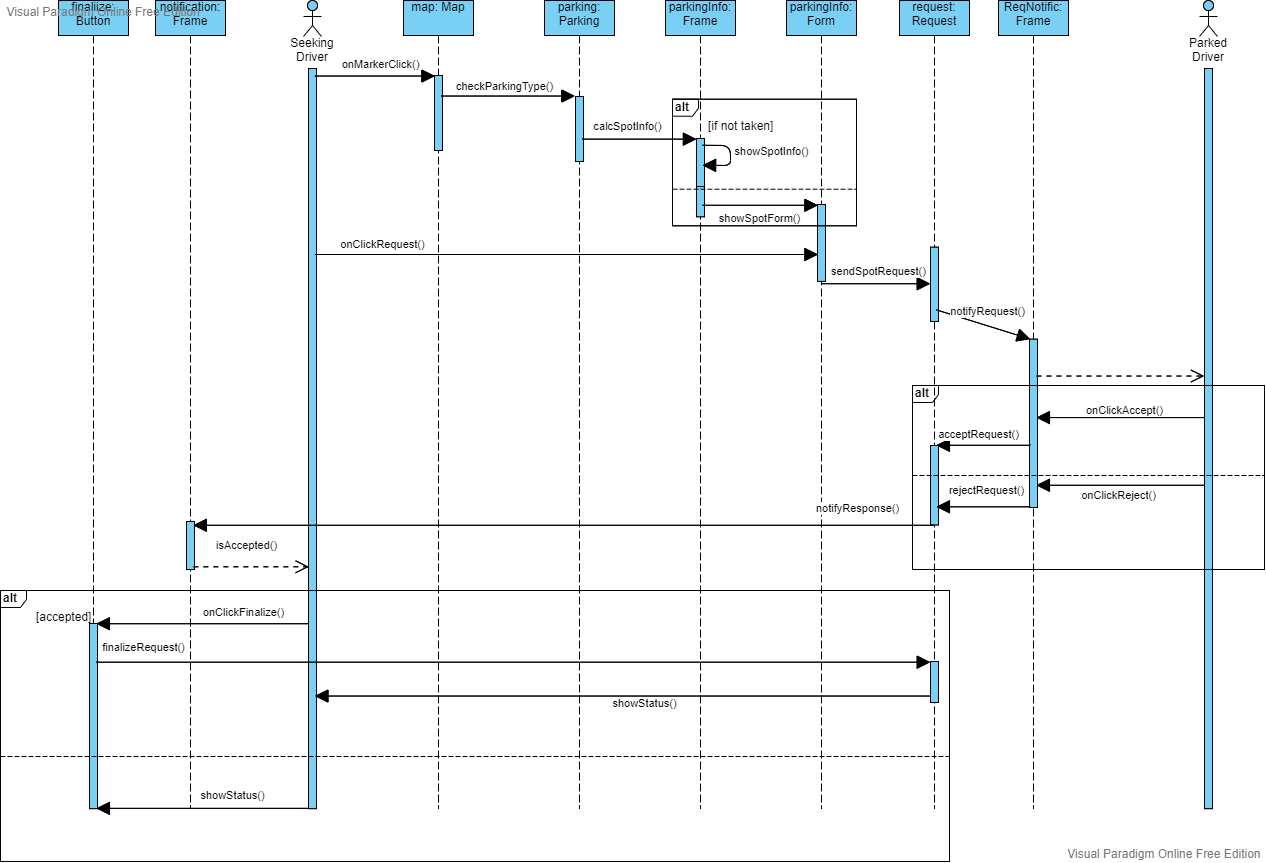 Visual Paradigm Online Free Edition
finalize:
Button
notification:
Frame
Seeking
Driver
map: Map
parking:
Parking
parkingInfo:
Frame
parkingInfo:
Form
request:
Request
ReqNotific:
Frame
Parked
Driver
onMarkerClick()
checkParkingType()
alt
calcSpotInfo()
[if not taken]
showSpotInfo()
showSpotForm()
onClickRequest()
sendSpotRequest()
notifyRequest()
alt
onClickAccept()
acceptRequest()
rejectRequest()
onClickReject()
notifyResponse()
isAccepted()
alt
[accepted]
onClickFinalize()
finalizeRequest()
showStatus()
showStatus()
Visual Paradigm Online Free Edition